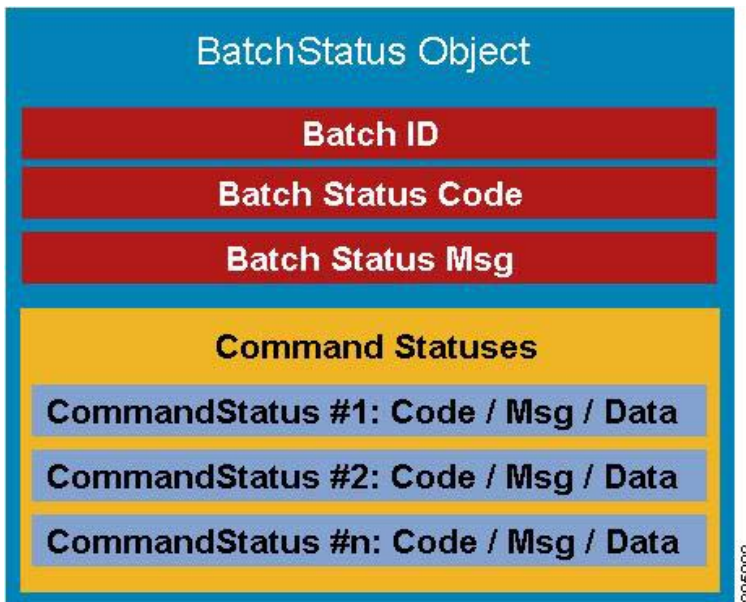 BatchStatus Object
Batch ID
Batch Status Code
Batch Status Msg
Command Statuses
CommandStatus #1: Code / Msg / Data
CommandStatus #2: Code / Msg / Data
CommandStatus #n: Code / Msg / Data